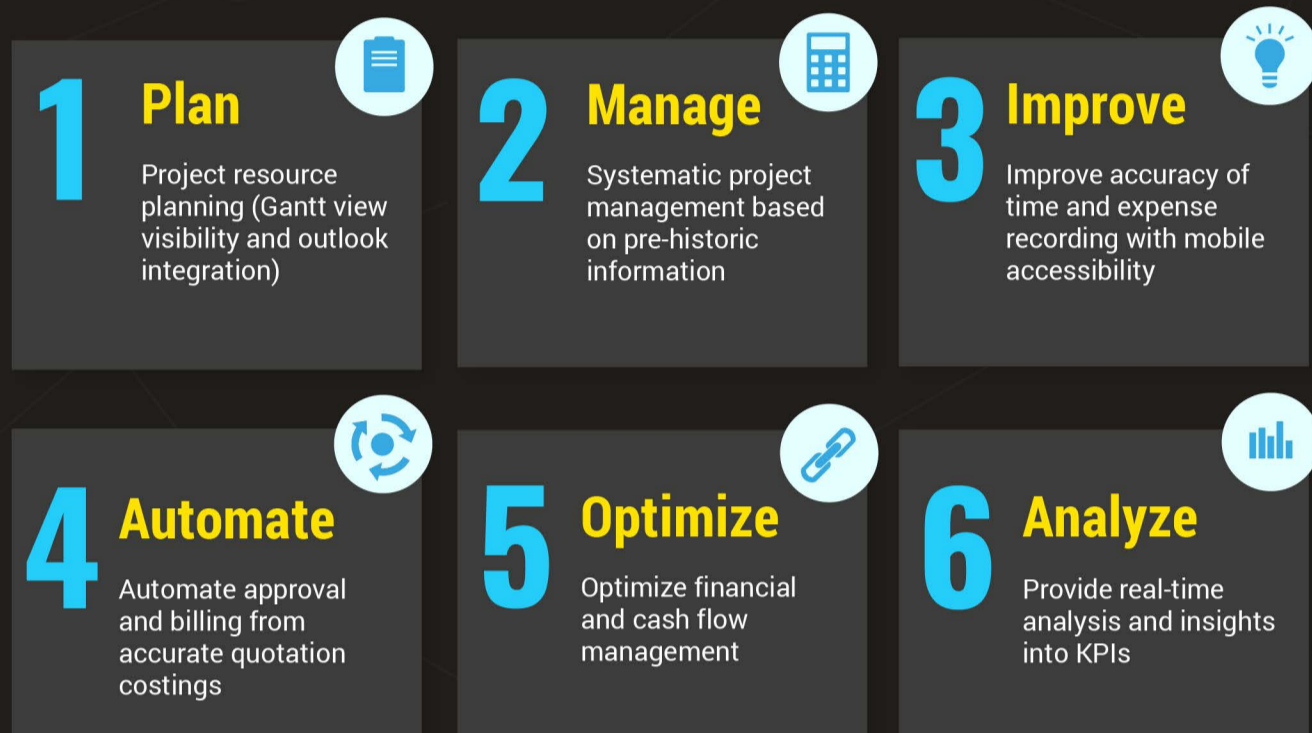 1
Plan
Project resource
planning (Gantt view
visibility and outlook
integration)
2
Manage
Systematic project
management based
on pre-historic
information
3
Improve
Improve accuracy of
time and expense
recording with mobile
accessibility
4
Automate
Automate approval
and billing from
accurate quotation
costings
5
Optimize
Optimize financial
and cash flow
management
6
Analyze
Provide real-time
analysis and insights
into KPIs